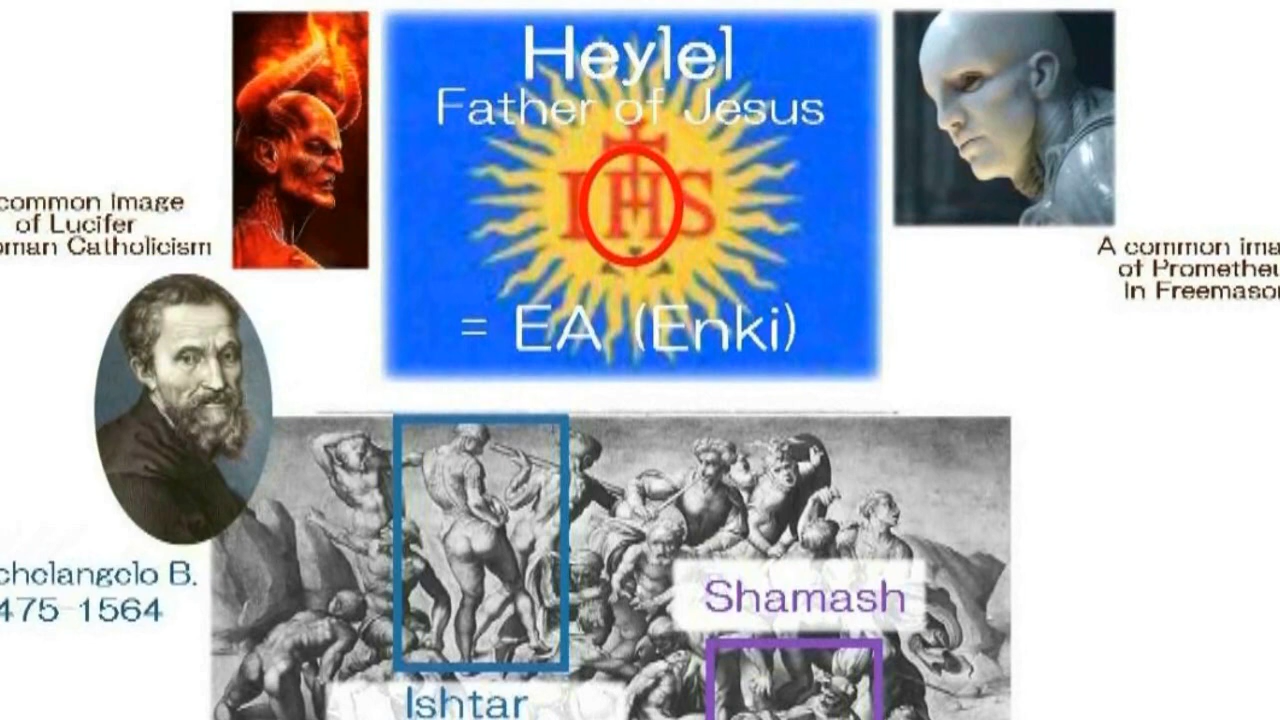 Heylel
Father of Jesus
IHS
= EA (Enki)
common image
of Lucifer
oman Catholicism
A common ima
of Prometheu
in Freemason
chelangelo B.
475-1564
Shamash
Ishtar